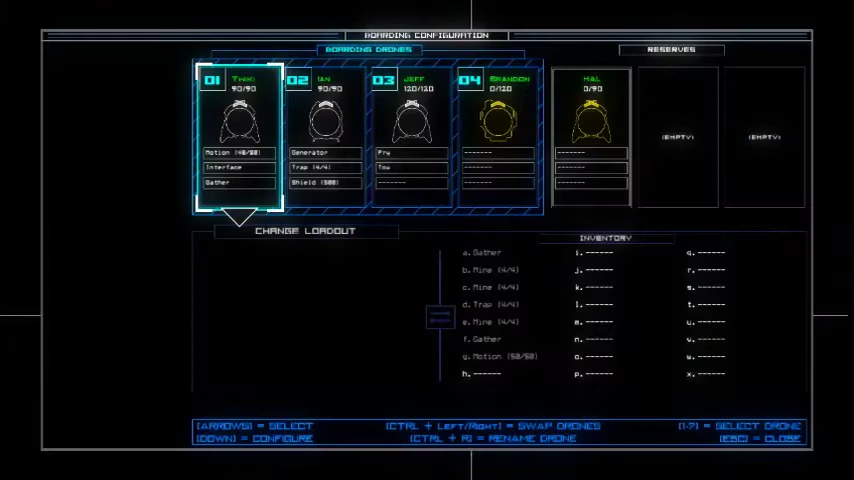 BOARDING CONFIGURATION
BOARDING DRONES
RESERVES
01 TWIKI 90/90
02 IAN 90/90
03 JEFF 120/120
04 BRANDON 0/120
HAL 0/90
(EMPTY)
(EMPTY)
Motion (48/50)
Interface
Gather
Generator
Trap (4/4)
Shield (500)
Pry
Tow
-------
-------
-------
-------
-------
-------
-------
CHANGE LOADOUT
INVENTORY
a. Gather
b. Mine (4/4)
c. Mine (4/4)
d. Trap (4/4)
e. Mine (4/4)
f. Gather
g. Motion (50/50)
h. ------
i. ------
j. ------
k. ------
l. ------
m. ------
n. ------
o. ------
p. ------
q. ------
r. ------
s. ------
t. ------
u. ------
v. ------
w. ------
x. ------
[ARROWS] = SELECT
[CTRL + LEFT/RIGHT] = SWAP DRONES
[1-7] = SELECT DRONE
[DOWN] = CONFIGURE
[CTRL + R] = RENAME DRONE
[ESC] = CLOSE